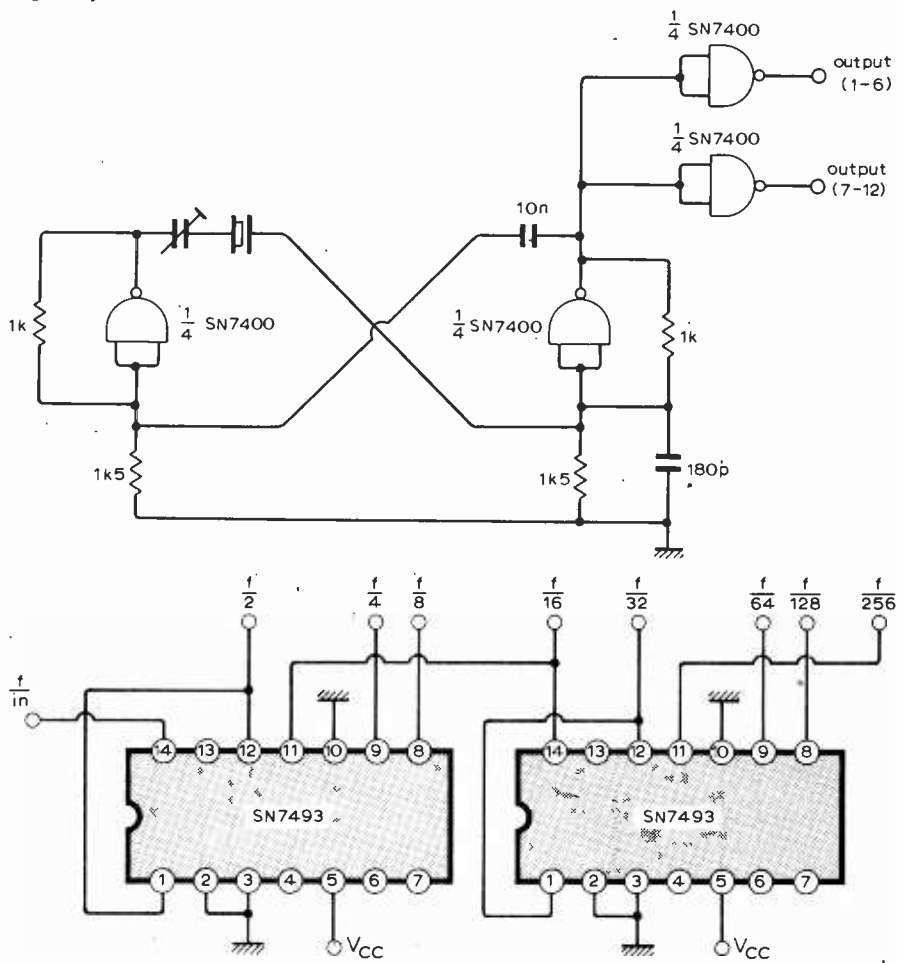 1/4 SN7400
output
(1-6)
1/4 SN7400
output
(7-12)
10n
1k
1/4 SN7400
1/4 SN7400
1k
1k5
1k5
180p
f/2
f/4
f/8
f/16
f/32
f/64
f/128
f/256
f/in
14 13 12 11 10 9 8
14 13 12 11 10 9 8
SN7493
SN7493
1 2 3 4 5 6 7
1 2 3 4 5 6 7
VCC
VCC